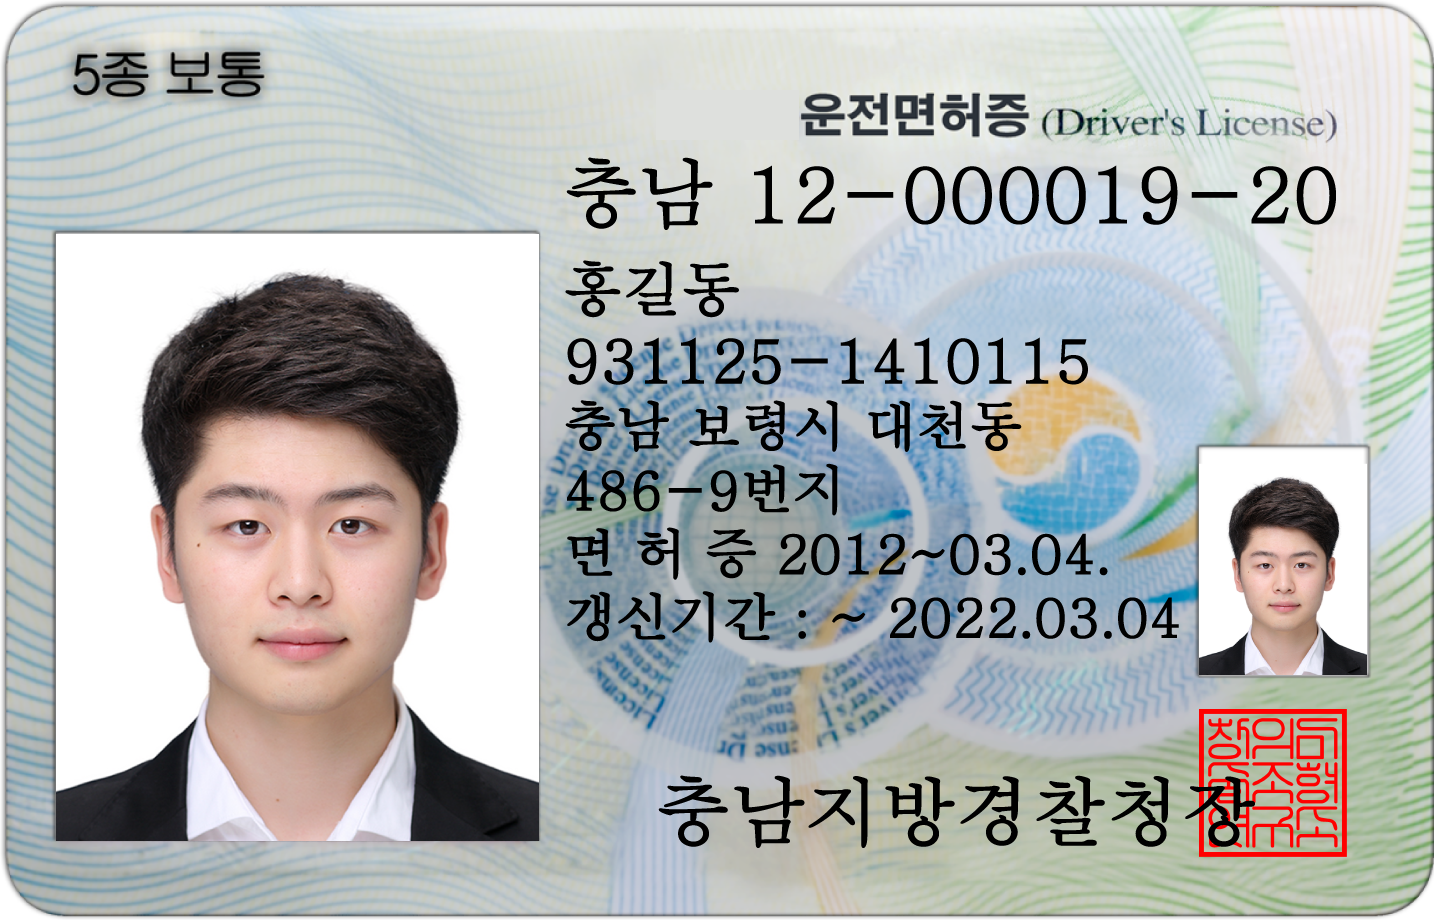 5종 보통
운전면허증 (Driver's License)
충남 12-000019-20
홍길동
931125-1410115
충남 보령시 대천동
486-9번지
면 허 증 2012~03.04.
갱신기간 : ~ 2022.03.04
충남지방경찰청장